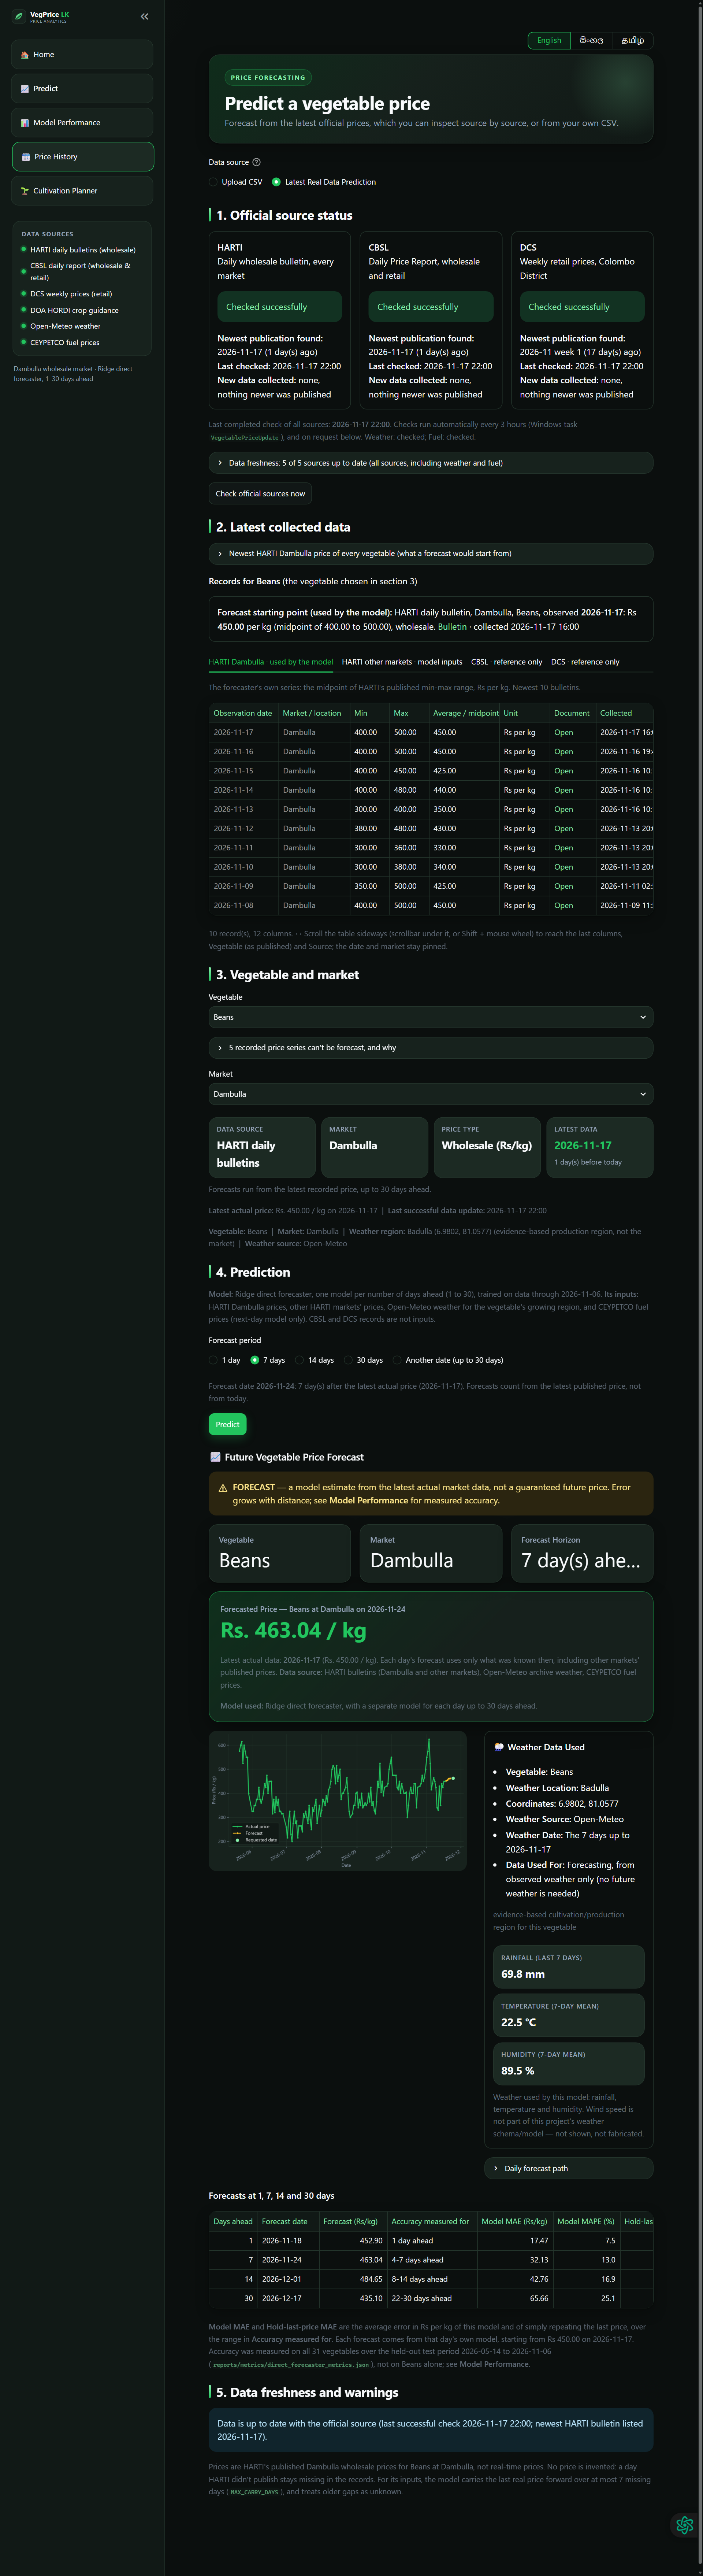 VegPrice LK
PRICE ANALYTICS
Home
Predict
Model Performance
Price History
Cultivation Planner
DATA SOURCES
HARTI daily bulletins (wholesale)
CBSL daily report (wholesale &
retail)
DCS weekly prices (retail)
DOA HORDI crop guidance
Open-Meteo weather
CEYPETCO fuel prices
Dambulla wholesale market · Ridge direct
forecaster, 1–30 days ahead
English
සිංහල
தமிழ்
PRICE FORECASTING
Predict a vegetable price
Forecast from the latest official prices, which you can inspect source by source, or from your own CSV.
Data source
Upload CSV
Latest Real Data Prediction
1. Official source status
HARTI
Daily wholesale bulletin, every
market
Checked successfully
Newest publication found:
2026-11-17 (1 day(s) ago)
Last checked: 2026-11-17 22:00
New data collected: none,
nothing newer was published
CBSL
Daily Price Report, wholesale
and retail
Checked successfully
Newest publication found:
2026-11-17 (1 day(s) ago)
Last checked: 2026-11-17 22:00
New data collected: none,
nothing newer was published
DCS
Weekly retail prices, Colombo
District
Checked successfully
Newest publication found:
2026-11 week 1 (17 day(s) ago)
Last checked: 2026-11-17 22:00
New data collected: none,
nothing newer was published
Last completed check of all sources: 2026-11-17 22:00. Checks run automatically every 3 hours (Windows task
VegetablePriceUpdate ), and on request below. Weather: checked; Fuel: checked.
Data freshness: 5 of 5 sources up to date (all sources, including weather and fuel)
Check official sources now
2. Latest collected data
Newest HARTI Dambulla price of every vegetable (what a forecast would start from)
Records for Beans (the vegetable chosen in section 3)
Forecast starting point (used by the model): HARTI daily bulletin, Dambulla, Beans, observed 2026-11-17: Rs
450.00 per kg (midpoint of 400.00 to 500.00), wholesale. Bulletin · collected 2026-11-17 16:00
HARTI Dambulla · used by the model
HARTI other markets · model inputs
CBSL · reference only
DCS · reference only
The forecaster's own series: the midpoint of HARTI's published min-max range, Rs per kg. Newest 10 bulletins.
Observation date Market / location Min Max Average / midpoint Unit Document Collected
2026-11-17 Dambulla 400.00 500.00 450.00 Rs per kg Open 2026-11-17 16:
2026-11-16 Dambulla 400.00 500.00 450.00 Rs per kg Open 2026-11-16 19:
2026-11-15 Dambulla 400.00 450.00 425.00 Rs per kg Open 2026-11-16 10:
2026-11-14 Dambulla 400.00 480.00 440.00 Rs per kg Open 2026-11-16 10:
2026-11-13 Dambulla 300.00 400.00 350.00 Rs per kg Open 2026-11-16 10:
2026-11-12 Dambulla 380.00 480.00 430.00 Rs per kg Open 2026-11-13 20:
2026-11-11 Dambulla 300.00 360.00 330.00 Rs per kg Open 2026-11-13 20:
2026-11-10 Dambulla 300.00 380.00 340.00 Rs per kg Open 2026-11-13 20:
2026-11-09 Dambulla 350.00 500.00 425.00 Rs per kg Open 2026-11-11 02:
2026-11-08 Dambulla 400.00 500.00 450.00 Rs per kg Open 2026-11-09 11:
10 record(s), 12 columns. ↔ Scroll the table sideways (scrollbar under it, or Shift + mouse wheel) to reach the last columns,
Vegetable (as published) and Source; the date and market stay pinned.
3. Vegetable and market
Vegetable
Beans
5 recorded price series can't be forecast, and why
Market
Dambulla
DATA SOURCE
HARTI daily
bulletins
MARKET
Dambulla
PRICE TYPE
Wholesale (Rs/kg)
LATEST DATA
2026-11-17
1 day(s) before today
Forecasts run from the latest recorded price, up to 30 days ahead.
Latest actual price: Rs. 450.00 / kg on 2026-11-17 | Last successful data update: 2026-11-17 22:00
Vegetable: Beans | Market: Dambulla | Weather region: Badulla (6.9802, 81.0577) (evidence-based production region, not the
market) | Weather source: Open-Meteo
4. Prediction
Model: Ridge direct forecaster, one model per number of days ahead (1 to 30), trained on data through 2026-11-06. Its inputs:
HARTI Dambulla prices, other HARTI markets' prices, Open-Meteo weather for the vegetable's growing region, and CEYPETCO fuel
prices (next-day model only). CBSL and DCS records are not inputs.
Forecast period
1 day
7 days
14 days
30 days
Another date (up to 30 days)
Forecast date 2026-11-24: 7 day(s) after the latest actual price (2026-11-17). Forecasts count from the latest published price, not
from today.
Predict
Future Vegetable Price Forecast
FORECAST — a model estimate from the latest actual market data, not a guaranteed future price. Error
grows with distance; see Model Performance for measured accuracy.
Vegetable
Beans
Market
Dambulla
Forecast Horizon
7 day(s) ahe...
Forecasted Price — Beans at Dambulla on 2026-11-24
Rs. 463.04 / kg
Latest actual data: 2026-11-17 (Rs. 450.00 / kg). Each day's forecast uses only what was known then, including other markets'
published prices. Data source: HARTI bulletins (Dambulla and other markets), Open-Meteo archive weather, CEYPETCO fuel
prices.
Model used: Ridge direct forecaster, with a separate model for each day up to 30 days ahead.
Price (Rs / kg)
600
500
400
300
200
Actual price
Forecast
Requested date
2026-06
2026-07
2026-08
2026-09
2026-10
2026-11
2026-12
Date
Weather Data Used
Vegetable: Beans
Weather Location: Badulla
Coordinates: 6.9802, 81.0577
Weather Source: Open-Meteo
Weather Date: The 7 days up to
2026-11-17
Data Used For: Forecasting, from
observed weather only (no future
weather is needed)
evidence-based cultivation/production
region for this vegetable
RAINFALL (LAST 7 DAYS)
69.8 mm
TEMPERATURE (7-DAY MEAN)
22.5 °C
HUMIDITY (7-DAY MEAN)
89.5 %
Weather used by this model: rainfall,
temperature and humidity. Wind speed is
not part of this project's weather
schema/model — not shown, not fabricated.
Daily forecast path
Forecasts at 1, 7, 14 and 30 days
Days ahead Forecast date Forecast (Rs/kg) Accuracy measured for Model MAE (Rs/kg) Model MAPE (%) Hold-las
1 2026-11-18 452.90 1 day ahead 17.47 7.5
7 2026-11-24 463.04 4-7 days ahead 32.13 13.0
14 2026-12-01 484.65 8-14 days ahead 42.76 16.9
30 2026-12-17 435.10 22-30 days ahead 65.66 25.1
Model MAE and Hold-last-price MAE are the average error in Rs per kg of this model and of simply repeating the last price, over
the range in Accuracy measured for. Each forecast comes from that day's own model, starting from Rs 450.00 on 2026-11-17.
Accuracy was measured on all 31 vegetables over the held-out test period 2026-05-14 to 2026-11-06
( reports/metrics/direct_forecaster_metrics.json ), not on Beans alone; see Model Performance.
5. Data freshness and warnings
Data is up to date with the official source (last successful check 2026-11-17 22:00; newest HARTI bulletin listed
2026-11-17).
Prices are HARTI's published Dambulla wholesale prices for Beans at Dambulla, not real-time prices. No price is invented: a day
HARTI didn't publish stays missing in the records. For its inputs, the model carries the last real price forward over at most 7 missing
days ( MAX_CARRY_DAYS ), and treats older gaps as unknown.